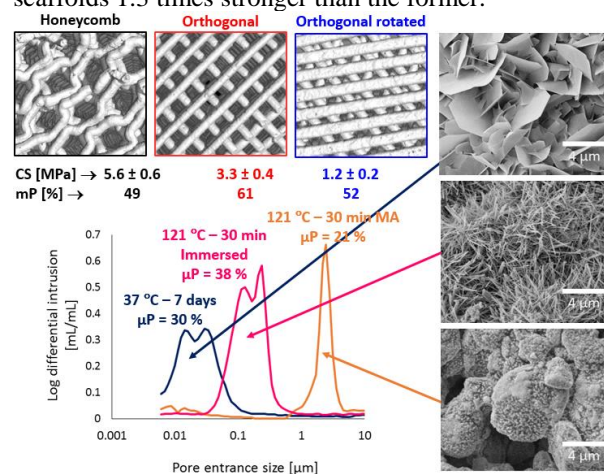 scaffolds 1.3 times stronger than the former.
Honeycomb Orthogonal Orthogonal rotated
CS [MPa] → 5.6 ± 0.6 3.3 ± 0.4 1.2 ± 0.2
mP [%] → 49 61 52
4 µm
121 °C – 30 min MA
µP = 21 %
121 °C – 30 min
Immersed
µP = 38 %
37 °C – 7 days
µP = 30 %
Log differential intrusion
[mL/mL]
0.7
0.6
0.5
0.4
0.3
0.2
0.1
0
0.001 0.01 0.1 1 10
Pore entrance size [µm]
4 µm
4 µm